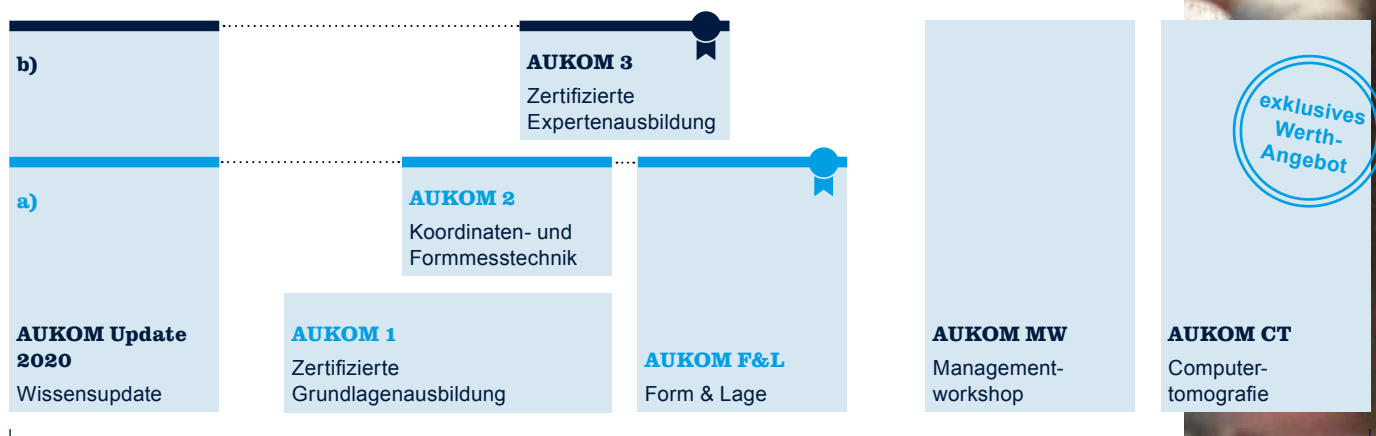 b)
AUKOM 3
Zertifizierte
Expertenausbildung
a)
AUKOM 2
Koordinaten- und
Formmesstechnik
AUKOM Update
2020
Wissensupdate
AUKOM 1
Zertifizierte
Grundlagenausbildung
AUKOM F&L
Form & Lage
AUKOM MW
Management-
workshop
exklusives
Werth-
Angebot
AUKOM CT
Computer-
tomografie